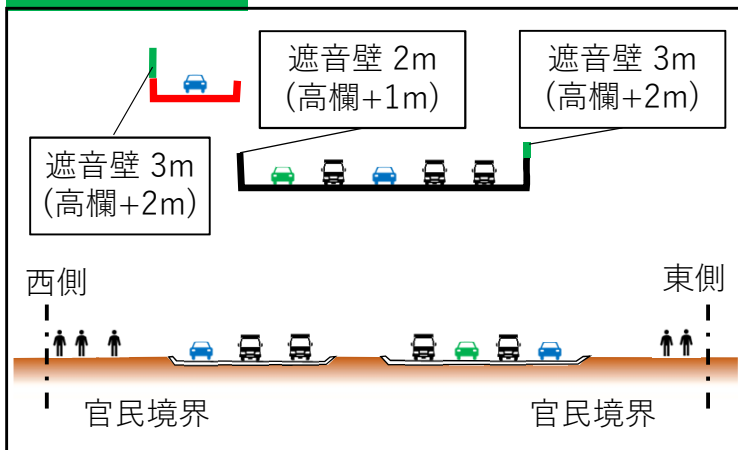 遮音壁 2m
(高欄+1m)
遮音壁 3m
(高欄+2m)
遮音壁 3m
(高欄+2m)
西側
東側
官民境界
官民境界